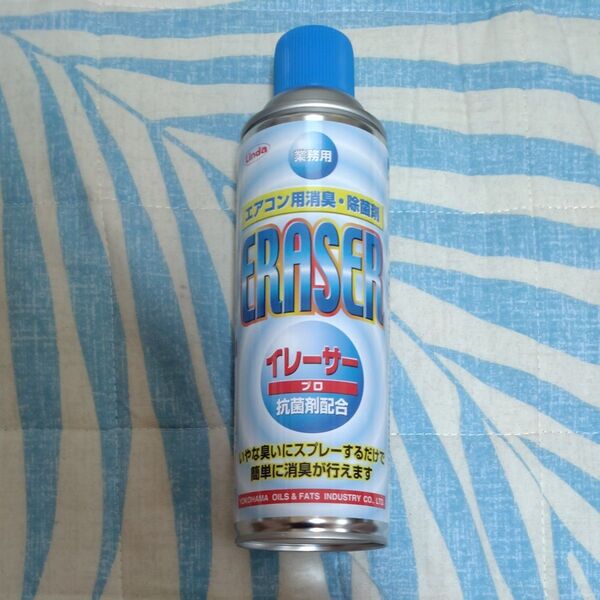 Linda
業務用
エアコン用消臭・除菌剤
ERASER
イレーサー
プロ
抗菌剤配合
いやな臭いにスプレーするだけで
簡単に消臭が行えます
YOKOHAMA OILS & FATS INDUSTRY CO., LTD